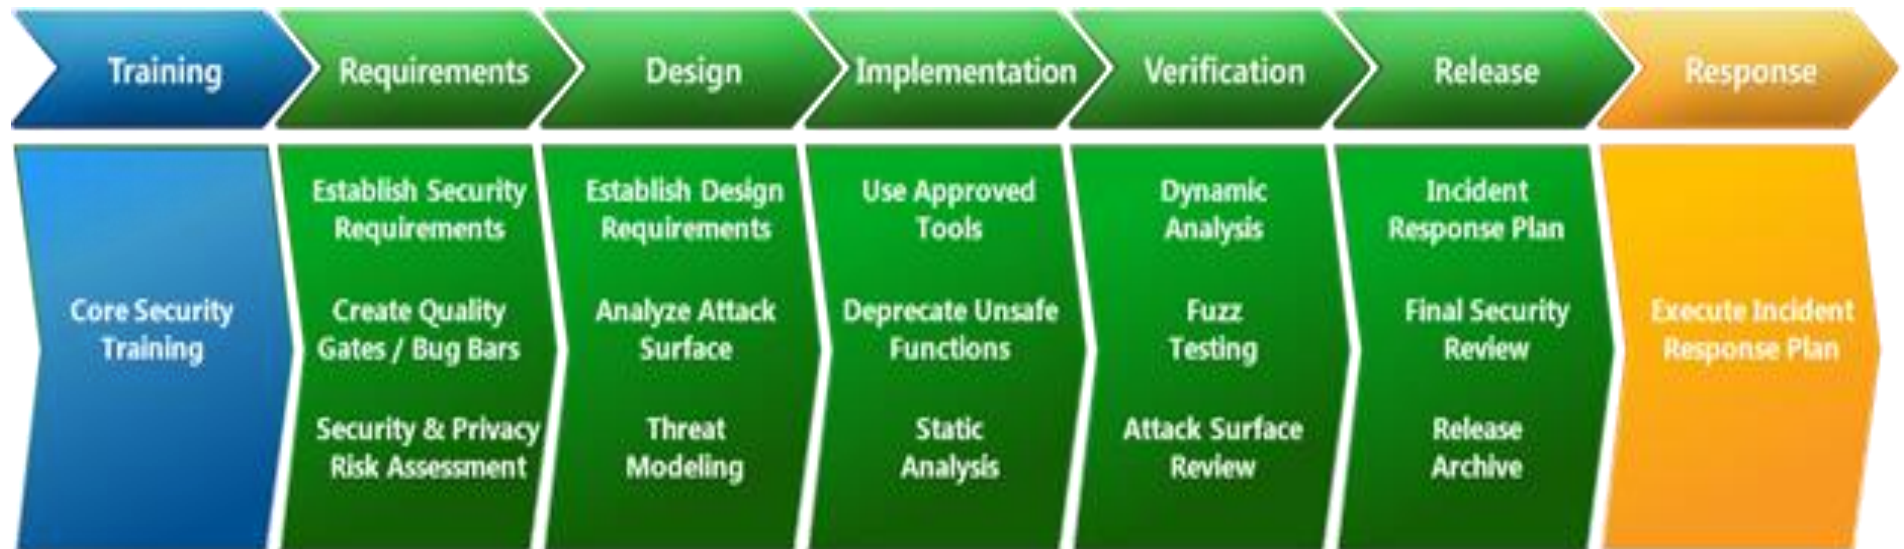 Training
Requirements
Design
Implementation
Verification
Release
Response
Core Security
Training
Establish Security
Requirements
Create Quality
Gates / Bug Bars
Security & Privacy
Risk Assessment
Establish Design
Requirements
Analyze Attack
Surface
Threat
Modeling
Use Approved
Tools
Deprecate Unsafe
Functions
Static
Analysis
Dynamic
Analysis
Fuzz
Testing
Attack Surface
Review
Incident
Response Plan
Final Security
Review
Release
Archive
Execute Incident
Response Plan